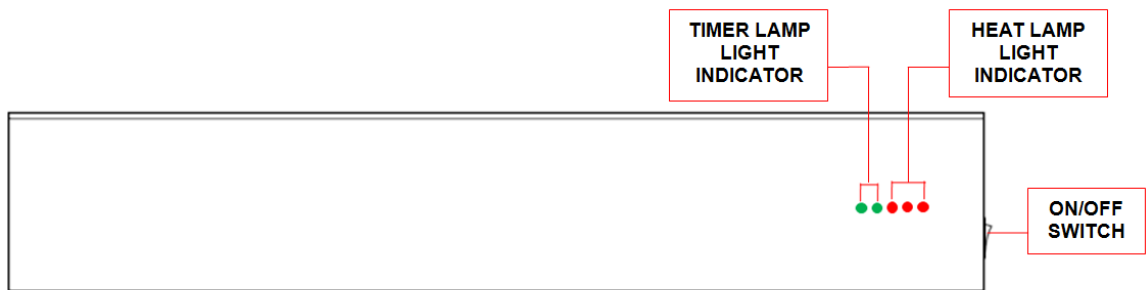 TIMER LAMP
LIGHT
INDICATOR
HEAT LAMP
LIGHT
INDICATOR
ON/OFF
SWITCH